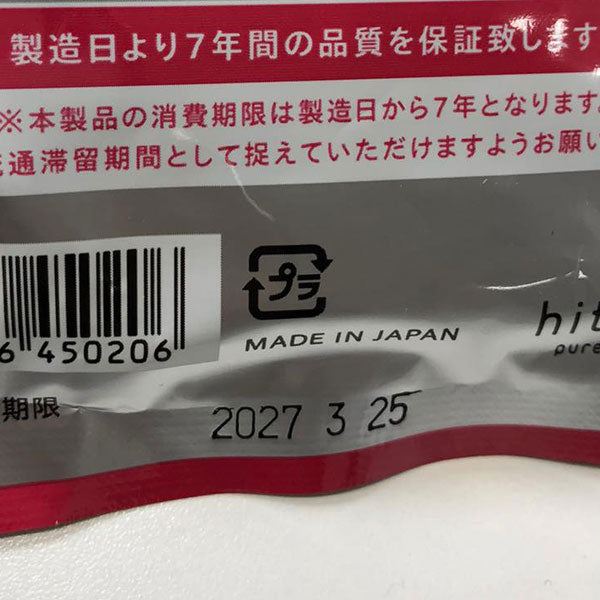 製造日より7年間の品質を保証致します
※本製品の消費期限は製造日から7年となります。
通滞留期間として捉えていただけますようお願い
プラ
6 450206
MADE IN JAPAN
hit
pure
期限
2027 3 25